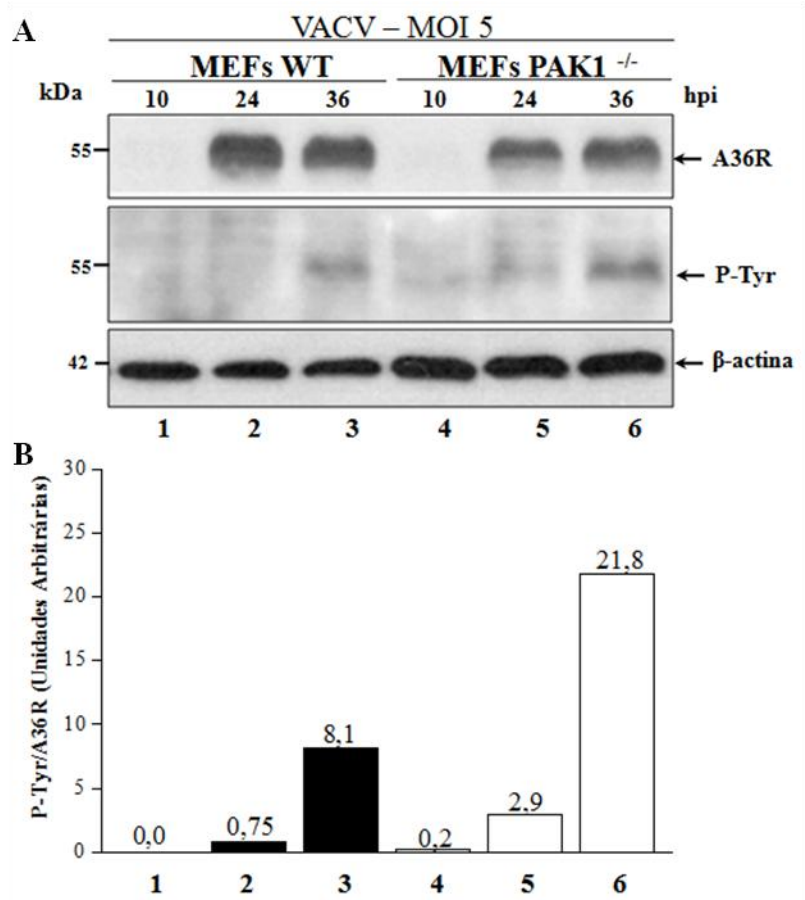 A
VACV – MOI 5
MEFs WT MEFs PAK1 -/-
kDa 10 24 36 10 24 36 hpi
55 A36R
55 P-Tyr
42 β-actina
1 2 3 4 5 6
B
P-Tyr/A36R (Unidades Arbitrárias)
30
25
20
15
10
5
0
0,0 0,75 8,1 0,2 2,9 21,8
1 2 3 4 5 6